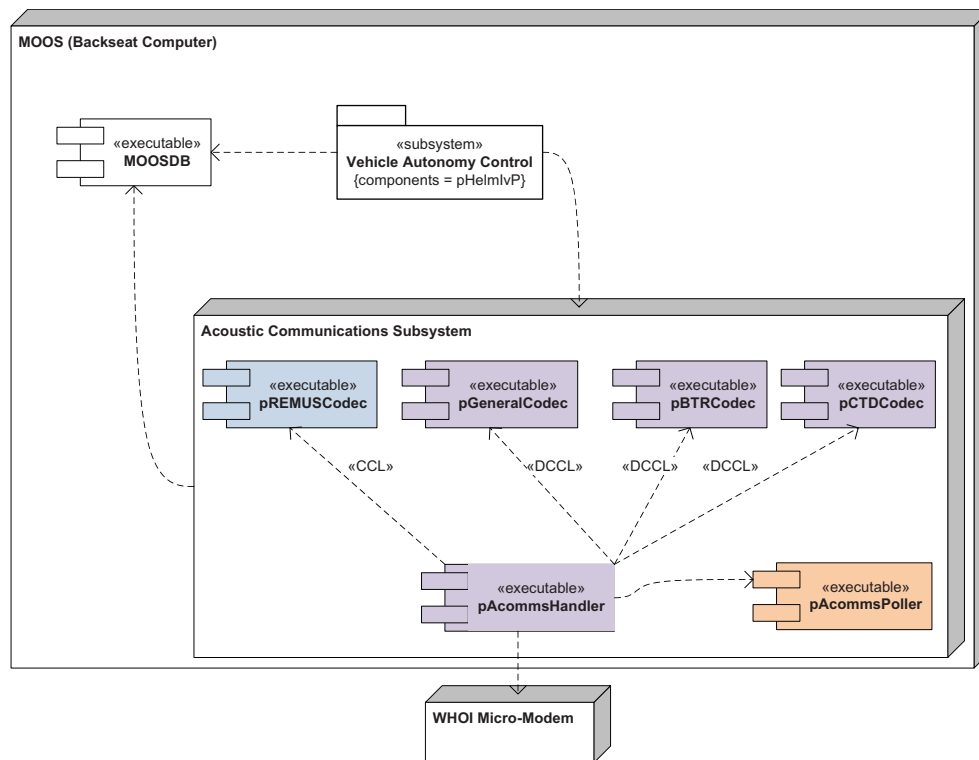 MOOS (Backseat Computer)
«executable»
MOOSDB
«subsystem»
Vehicle Autonomy Control
{components = pHelmIvP}
Acoustic Communications Subsystem
«executable»
pREMUSCodec
«executable»
pGeneralCodec
«executable»
pBTRCodec
«executable»
pCTDCodec
«CCL»
«DCCL»
«DCCL»
«DCCL»
«executable»
pAcommsHandler
«executable»
pAcommsPoller
WHOI Micro-Modem